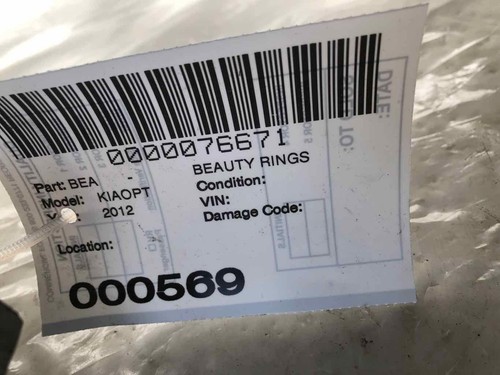 0000076671
Part: BEA - BEAUTY RINGS
Model: KIAOPT Condition:
2012 VIN:
Damage Code:
Location:
000569
DATE: